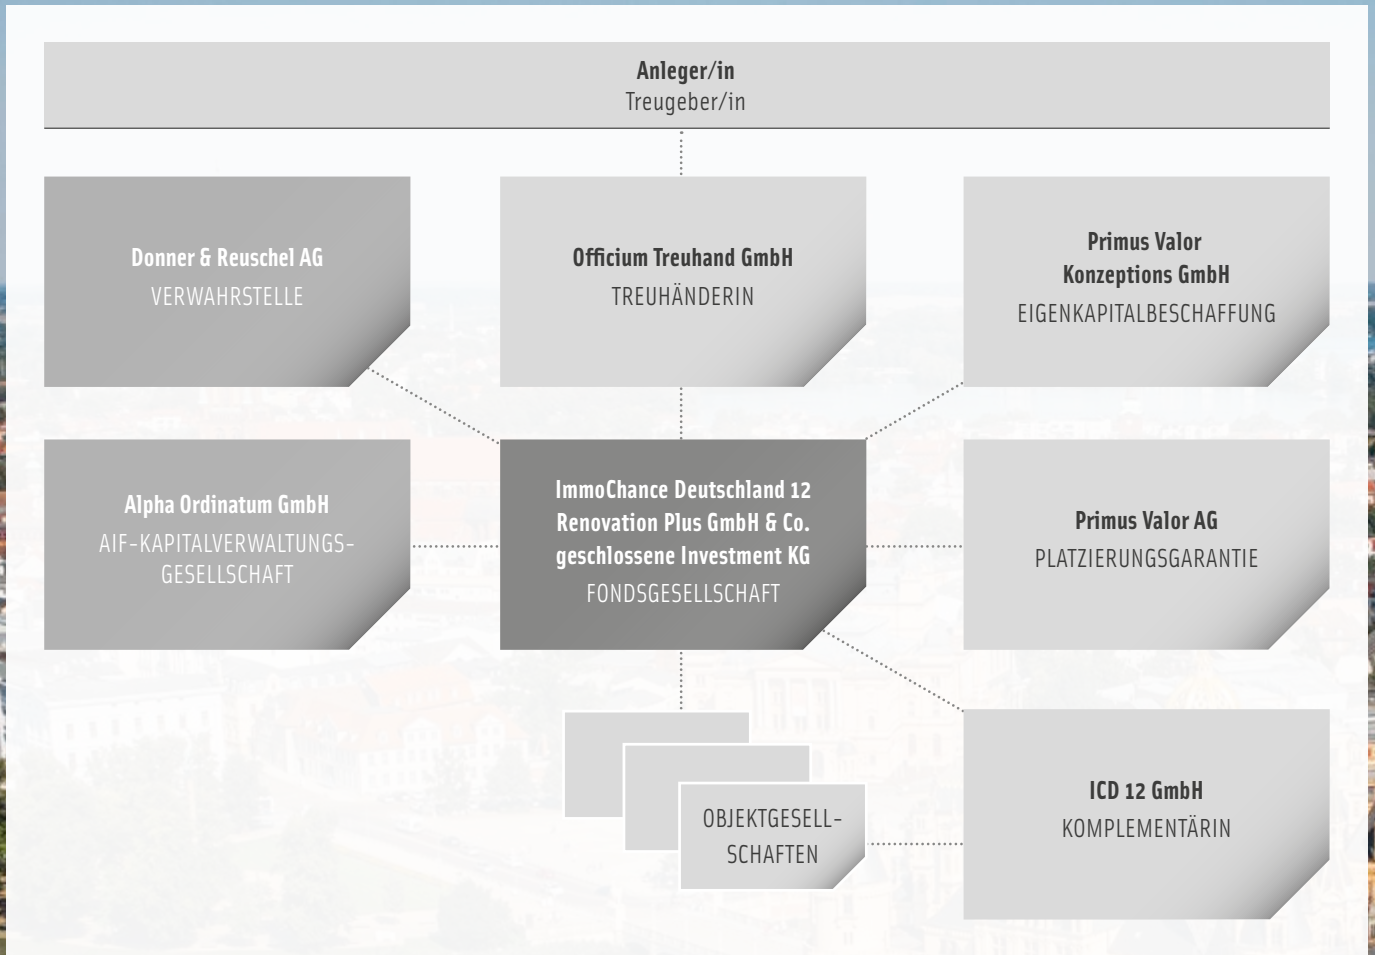 Anleger/in
Treugeber/in
Donner & Reuschel AG
VERWAHRSTELLE
Officium Treuhand GmbH
TREUHÄNDERIN
Primus Valor
Konzeptions GmbH
EIGENKAPITALBESCHAFFUNG
Alpha Ordinatum GmbH
AIF-KAPITALVERWALTUNGS-
GESELLSCHAFT
ImmoChance Deutschland 12
Renovation Plus GmbH & Co.
geschlossene Investment KG
FONDSGESELLSCHAFT
Primus Valor AG
PLATZIERUNGSGARANTIE
OBJEKTGESELL-
SCHAFTEN
ICD 12 GmbH
KOMPLEMENTÄRIN